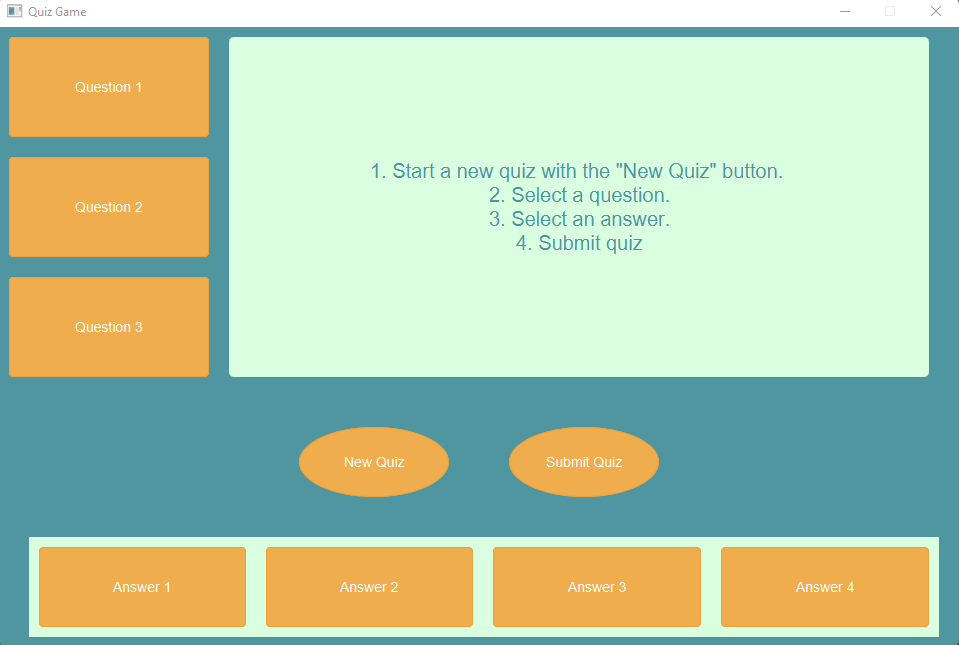 Quiz Game
Question 1
Question 2
Question 3
1. Start a new quiz with the "New Quiz" button.
2. Select a question.
3. Select an answer.
4. Submit quiz
New Quiz
Submit Quiz
Answer 1
Answer 2
Answer 3
Answer 4